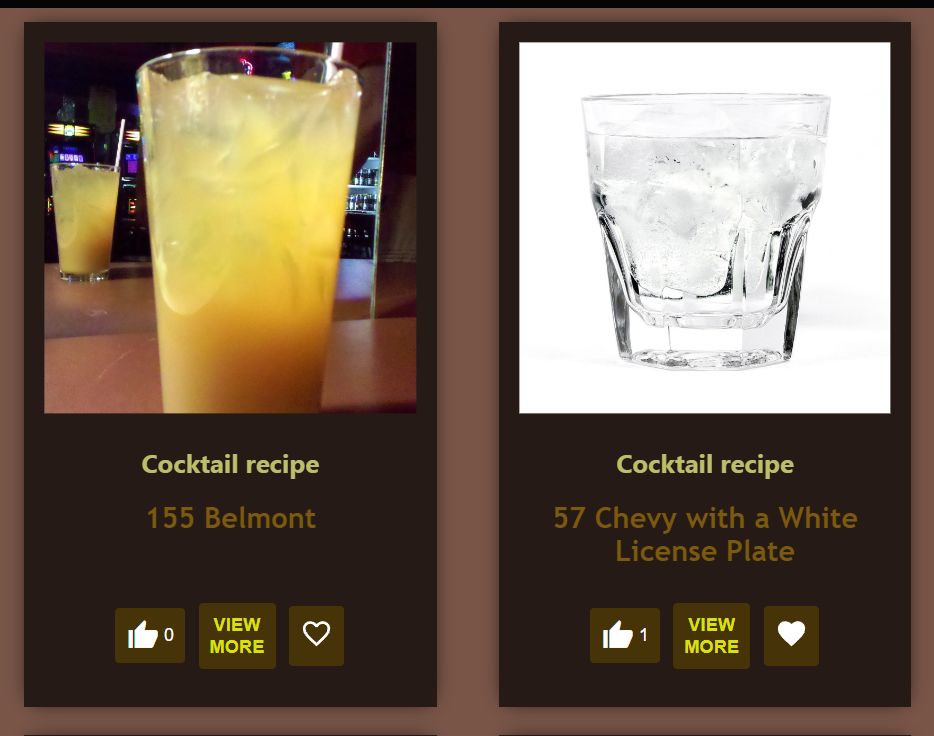 Cocktail recipe
155 Belmont
0
VIEW
MORE
Cocktail recipe
57 Chevy with a White
License Plate
1
VIEW
MORE